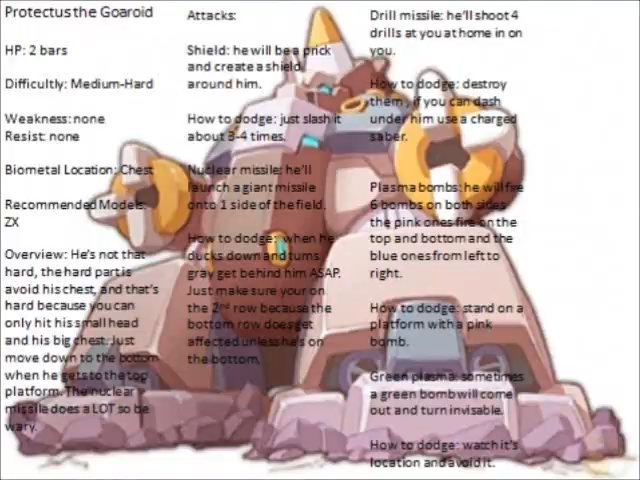 Protectus the Goaroid
HP: 2 bars
Difficultly: Medium-Hard
Weakness: none
Resist: none
Biometal Location: Chest
Recommended Models:
ZX
Overview: He's not that
hard, the hard part is
avoid his chest, and that's
hard because you can
only hit his small head
and his big chest. Just
move down to the bottom
when he gets to the top
platform. The nuclear
missile does a LOT so be
wary.
Attacks:
Shield: he will be a prick
and create a shield
around him.
How to dodge: just slash it
about 3-4 times.
Nuclear missile: he'll
launch a giant missile
onto 1 side of the field.
How to dodge: when he
ducks down and turns
gray get behind him ASAP.
Just make sure your on
the 2nd row because the
bottom row does get
affected unless he's on
the bottom.
Drill missile: he'll shoot 4
drills at you at home in on
you.
How to dodge: destroy
them, if you can dash
under him use a charged
saber.
Plasma bombs: he will fire
6 bombs on both sides
the pink ones fire on the
top and bottom and the
blue ones from left to
right.
How to dodge: stand on a
platform with a pink
bomb.
Green plasma: sometimes
a green bomb will come
out and turn invisable.
How to dodge: watch it's
location and avoid it.